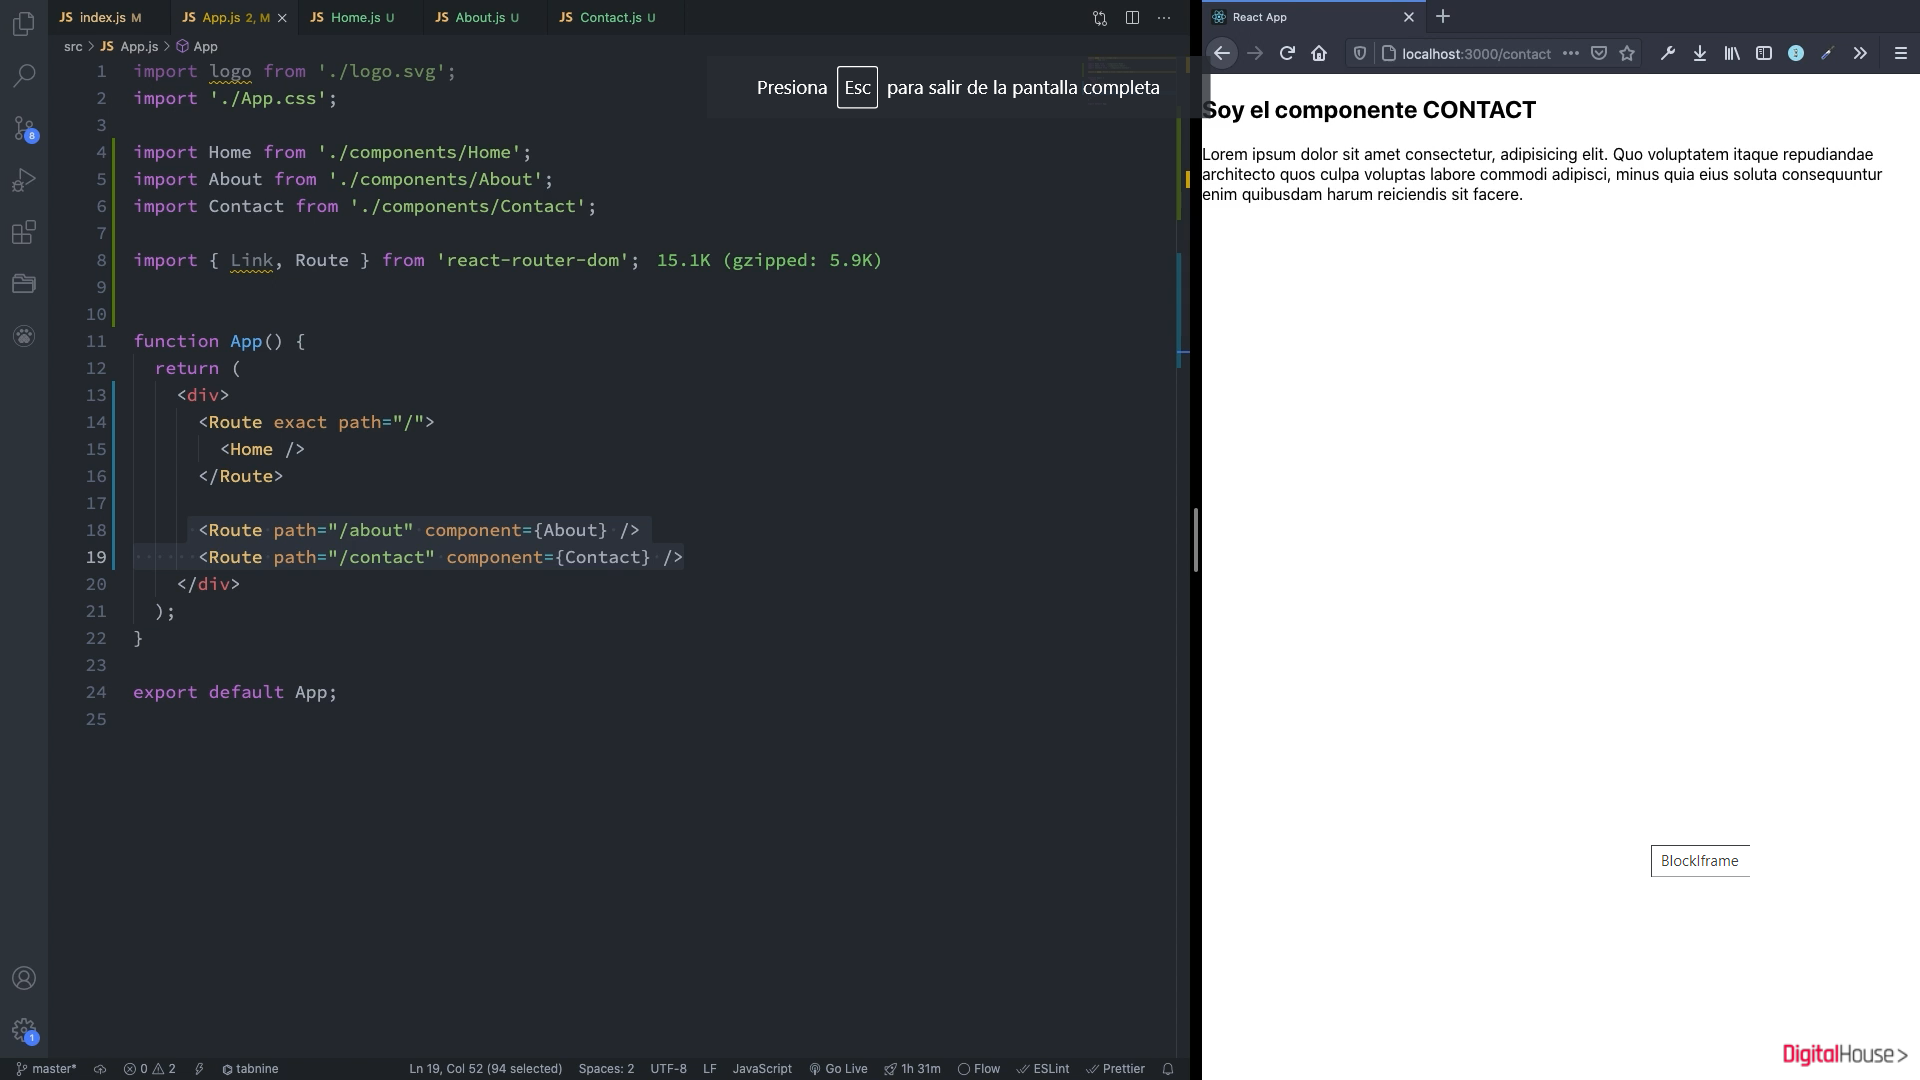 JS index.js M
JS App.js 2, M
JS Home.js U
JS About.js U
JS Contact.js U
src > JS App.js > App
1 import logo from './logo.svg';
2 import './App.css';
3
4 import Home from './components/Home';
5 import About from './components/About';
6 import Contact from './components/Contact';
7
8 import { Link, Route } from 'react-router-dom'; 15.1K (gzipped: 5.9K)
9
10
11 function App() {
12 return (
13 <div>
14 <Route exact path="/">
15 <Home />
16 </Route>
17
18 <Route path="/about" component={About} />
19 <Route path="/contact" component={Contact} />
20 </div>
21 );
22 }
23
24 export default App;
25
8
1
Presiona Esc para salir de la pantalla completa
master* 0 2 tabnine Ln 19, Col 52 (94 selected) Spaces: 2 UTF-8 LF JavaScript Go Live 1h 31m Flow ESLint Prettier
React App
localhost:3000/contact
Soy el componente CONTACT
Lorem ipsum dolor sit amet consectetur, adipisicing elit. Quo voluptatem itaque repudiandae
architecto quos culpa voluptas labore commodi adipisci, minus quia eius soluta consequuntur
enim quibusdam harum reiciendis sit facere.
BlockIframe
DigitalHouse>